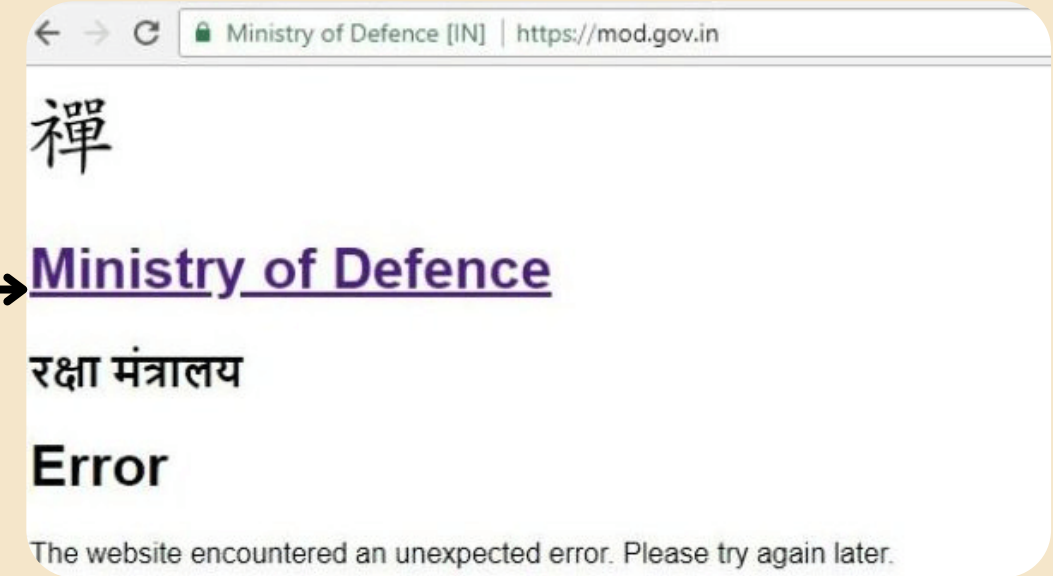 Ministry of Defence [IN] | https://mod.gov.in
禪
Ministry of Defence
रक्षा मंत्रालय
Error
The website encountered an unexpected error. Please try again later.